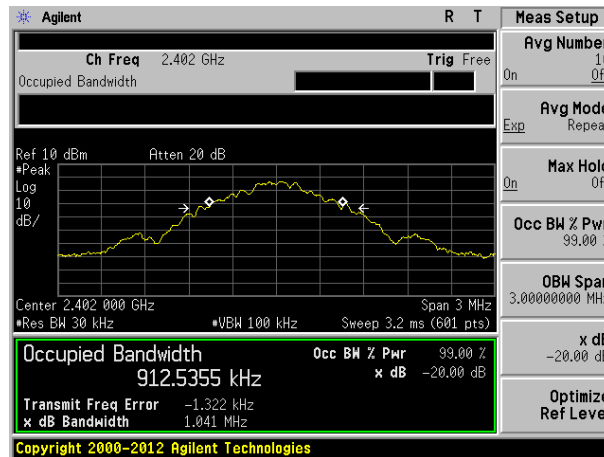 Agilent R T
Ch Freq 2.402 GHz Trig Free
Occupied Bandwidth
Ref 10 dBm Atten 20 dB
#Peak
Log
10
dB/
Center 2.402 000 GHz Span 3 MHz
#Res BW 30 kHz #VBW 100 kHz Sweep 3.2 ms (601 pts)
Occupied Bandwidth
912.5355 kHz
Occ BW % Pwr 99.00 %
x dB -20.00 dB
Transmit Freq Error -1.322 kHz
x dB Bandwidth 1.041 MHz
Copyright 2000-2012 Agilent Technologies
Meas Setup
Avg Number
On
Avg Mode
Exp Repea
Max Hold
On
Occ BW % Pwr
99.00
OBW Span
3.00000000 MH
x dB
-20.00 dB
Optimize
Ref Leve